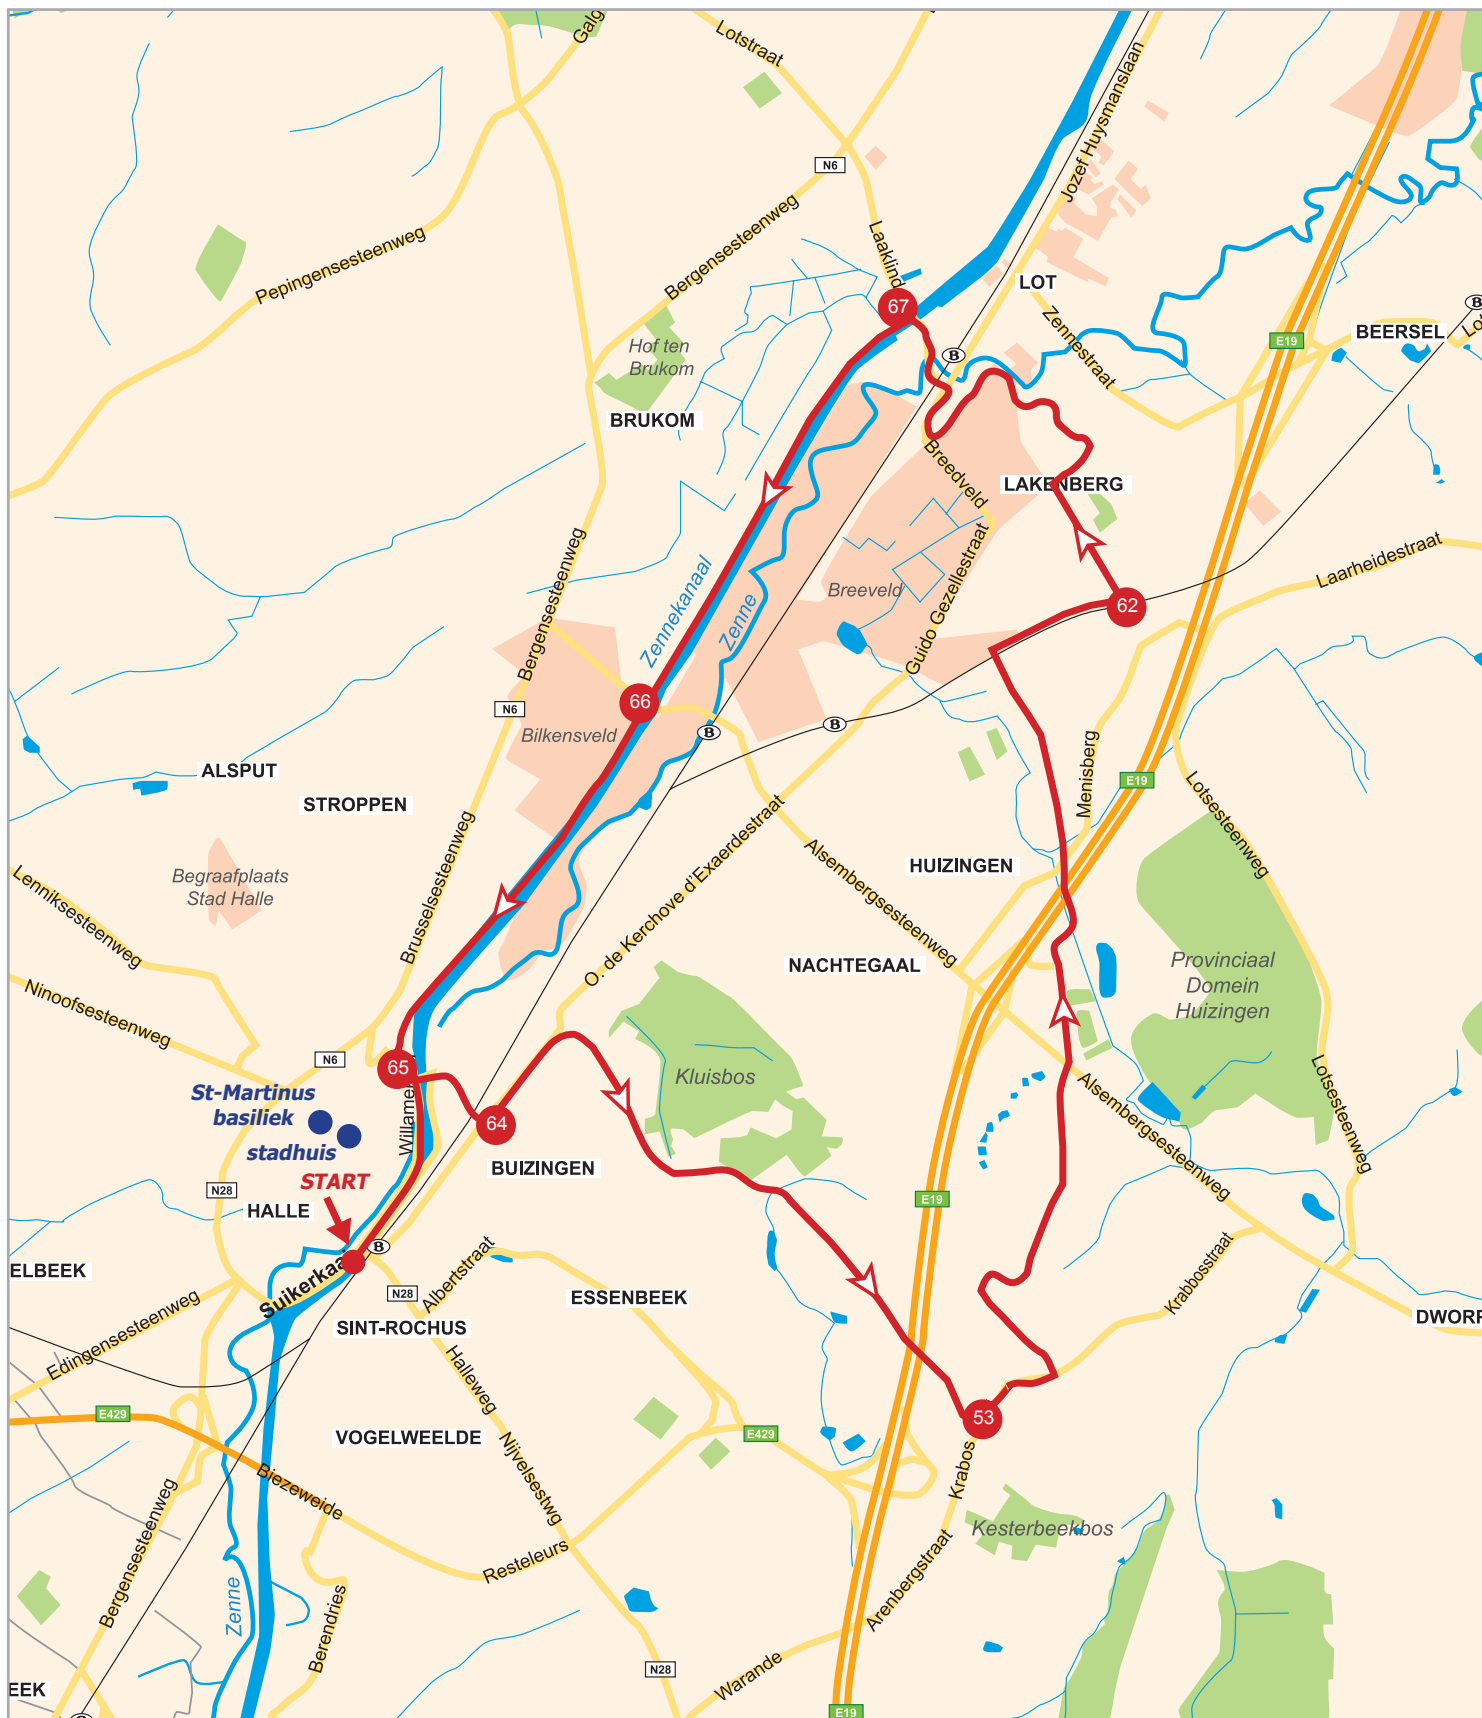 Galg
Lotstraat
N6
Jozef Huysmanslaan
Pepingensesteenweg
Bergensesteenweg
Laaklind
67
LOT
Zennestraat
BEERSEL
E19
B
B
Hof ten
Brukom
BRUKOM
Breedveld
LAKENBERG
Laarheidestraat
Bergensesteenweg
Zennekanaal
Zenne
Breeveld
Guido Gezellestraat
62
66
N6
Bilkensveld
B
B
ALSPUT
STROPPEN
Menisberg
E19
Lotsesteenweg
Begraafplaats
Stad Halle
Lenniksesteenweg
Brusselsesteenweg
O. de Kerchove d'Exaerdestraat
Alsembergsesteenweg
HUIZINGEN
NACHTEGAAL
Provinciaal
Domein
Huizingen
Ninoofsesteenweg
N6
65
Willame
Kluisbos
St-Martinus
basiliek
stadhuis
64
BUIZINGEN
Alsembergsesteenweg
Lotsesteenweg
START
N28
HALLE
E19
B
Suikerkaai
ELBEEK
Albertstraat
Krabbosstraat
N28
ESSENBEEK
DWORP
SINT-ROCHUS
Edingensesteenweg
Halleweg
E429
VOGELWEELDE
E429
53
Krabos
Nijvelsestwg
Biezeweide
Bergensesteenweg
Kesterbeekbos
Resteleurs
Arenbergstraat
Zenne
Berendries
N28
Warande
EEK
E19